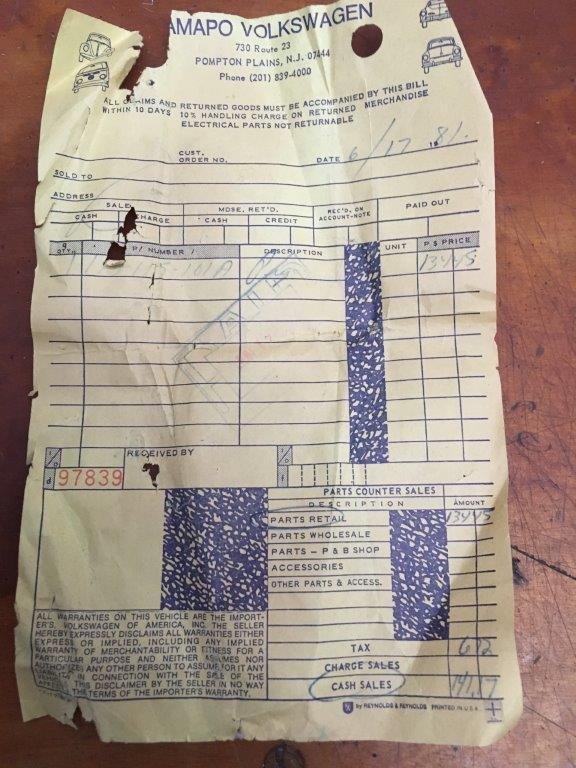 AMAPO VOLKSWAGEN
730 Route 23
POMPTON PLAINS, N.J. 07444
Phone (201) 839-4000
ALL CLAIMS AND RETURNED GOODS MUST BE ACCOMPANIED BY THIS BILL
WITHIN 10 DAYS 10% HANDLING CHARGE ON RETURNED MERCHANDISE
ELECTRICAL PARTS NOT RETURNABLE
CUST.
ORDER NO.
DATE 6/17 1981
SOLD TO
ADDRESS
SALE MDSE. RET'D. REC'D. ON ACCOUNT-NOTE PAID OUT
CASH CHARGE CASH CREDIT
QTY. P/ NUMBER / DESCRIPTION UNIT P $ PRICE
134 45
PAID
RECEIVED BY
d 97839
PARTS COUNTER SALES
DESCRIPTION AMOUNT
PARTS RETAIL 134 45
PARTS WHOLESALE
PARTS - P & B SHOP
ACCESSORIES
OTHER PARTS & ACCESS.
ALL WARRANTIES ON THIS VEHICLE ARE THE IMPORT-
ER'S. VOLKSWAGEN OF AMERICA, INC. THE SELLER
HEREBY EXPRESSLY DISCLAIMS ALL WARRANTIES EITHER
EXPRESS OR IMPLIED, INCLUDING ANY IMPLIED
WARRANTY OF MERCHANTABILITY OR FITNESS FOR A
PARTICULAR PURPOSE AND NEITHER ASSUMES NOR
AUTHORIZES ANY OTHER PERSON TO ASSUME FOR IT ANY
LIABILITY IN CONNECTION WITH THE SALE OF THE
THIS DISCLAIMER BY THE SELLER IN NO WAY
THE TERMS OF THE IMPORTER'S WARRANTY.
TAX 6 72
CHARGE SALES
CASH SALES 141.17
by REYNOLDS & REYNOLDS PRINTED IN U.S.A.